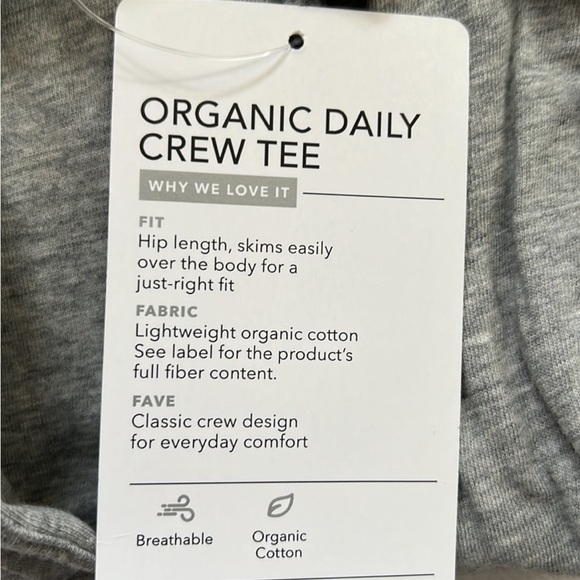 ORGANIC DAILY
CREW TEE
WHY WE LOVE IT
FIT
Hip length, skims easily
over the body for a
just-right fit
FABRIC
Lightweight organic cotton
See label for the product's
full fiber content.
FAVE
Classic crew design
for everyday comfort
Breathable
Organic
Cotton